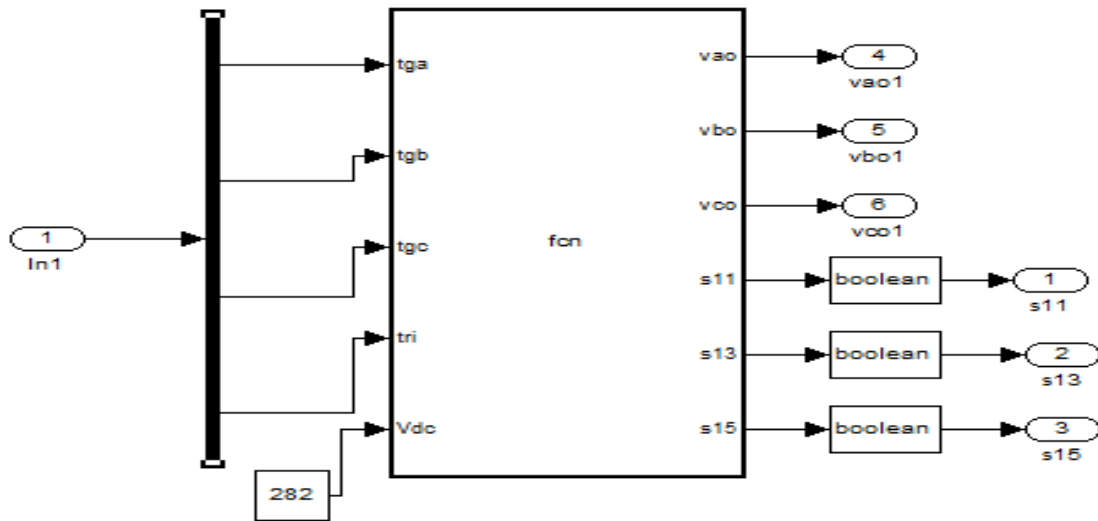 1
In1
282
tga
tgb
tgc
tri
Vdc
fcn
vao
vbo
vco
s11
s13
s15
boolean
boolean
boolean
4
vao1
5
vbo1
6
vco1
1
s11
2
s13
3
s15